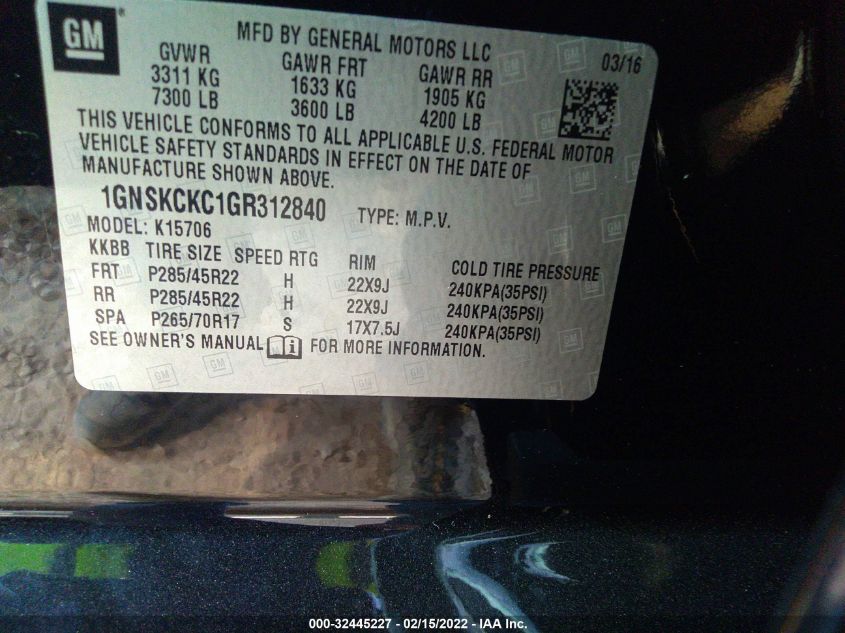 GM
MFD BY GENERAL MOTORS LLC
GVWR GAWR FRT GAWR RR 03/16
3311 KG 1633 KG 1905 KG
7300 LB 3600 LB 4200 LB
THIS VEHICLE CONFORMS TO ALL APPLICABLE U.S. FEDERAL MOTOR
VEHICLE SAFETY STANDARDS IN EFFECT ON THE DATE OF
MANUFACTURE SHOWN ABOVE.
1GNSKCKC1GR312840 TYPE: M.P.V.
MODEL: K15706
KKBB TIRE SIZE SPEED RTG RIM COLD TIRE PRESSURE
FRT P285/45R22 H 22X9J 240KPA(35PSI)
RR P285/45R22 H 22X9J 240KPA(35PSI)
SPA P265/70R17 S 17X7.5J 240KPA(35PSI)
SEE OWNER'S MANUAL FOR MORE INFORMATION.
000-32445227 - 02/15/2022 - IAA Inc.